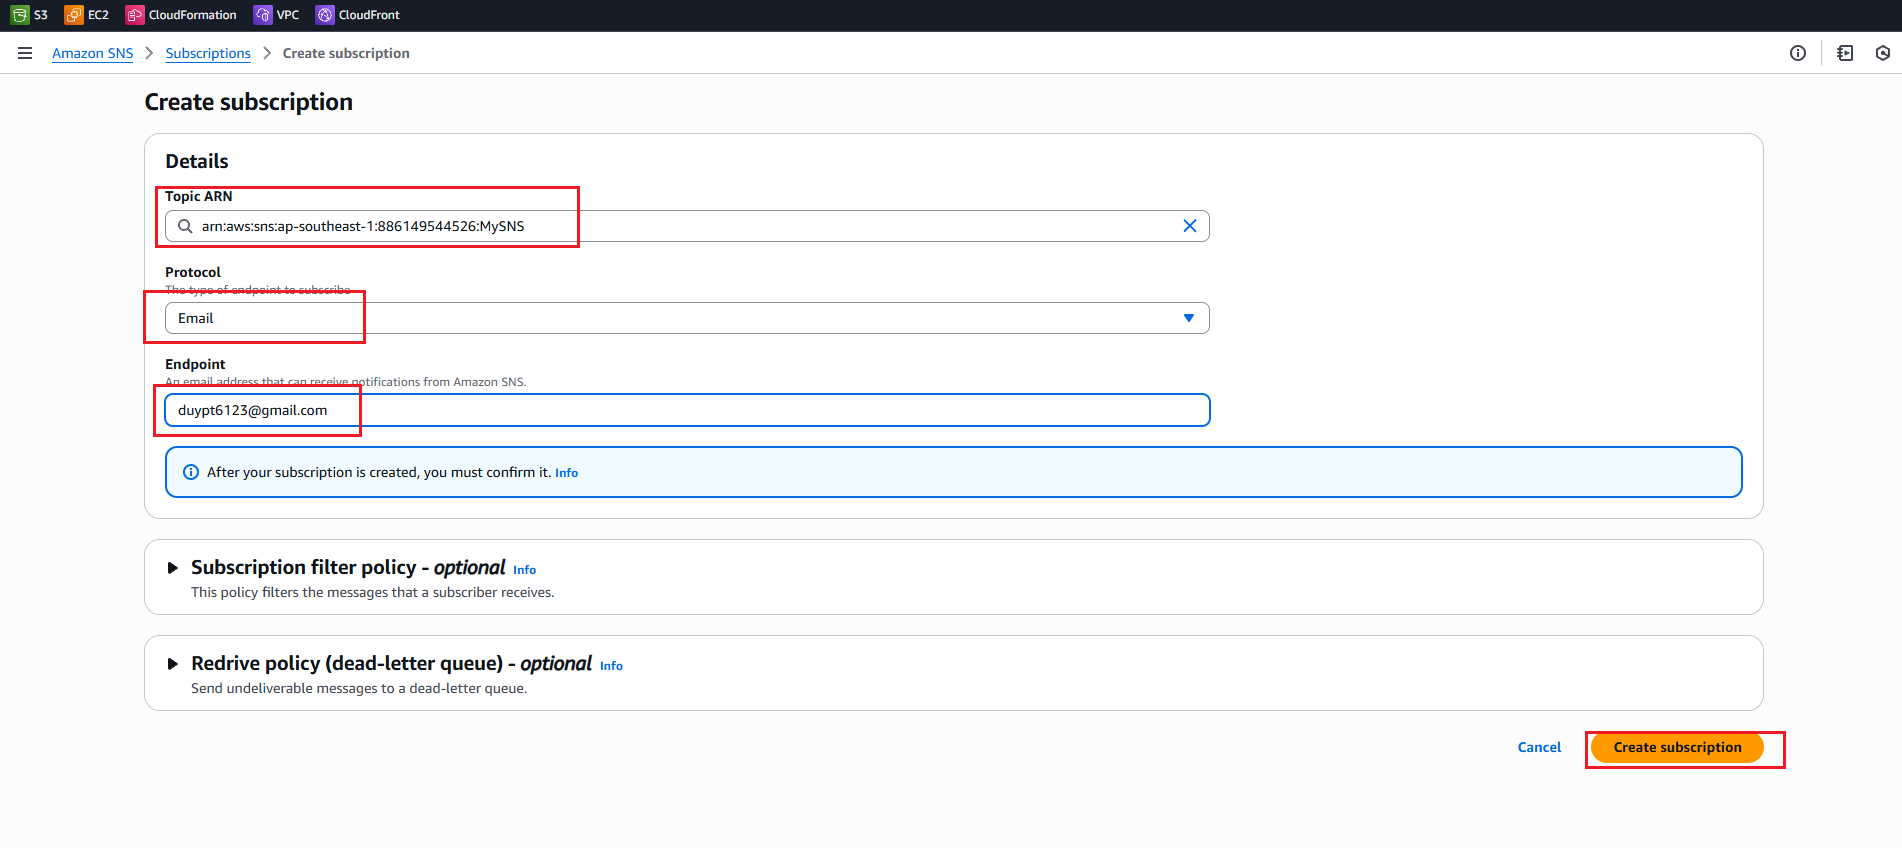 S3 EC2 CloudFormation VPC CloudFront
Amazon SNS Subscriptions Create subscription
Create subscription
Details
Topic ARN
arn:aws:sns:ap-southeast-1:886149544526:MySNS
Protocol
The type of endpoint to subscribe
Email
Endpoint
An email address that can receive notifications from Amazon SNS.
duypt6123@gmail.com
After your subscription is created, you must confirm it. Info
Subscription filter policy - optional Info
This policy filters the messages that a subscriber receives.
Redrive policy (dead-letter queue) - optional Info
Send undeliverable messages to a dead-letter queue.
Cancel Create subscription